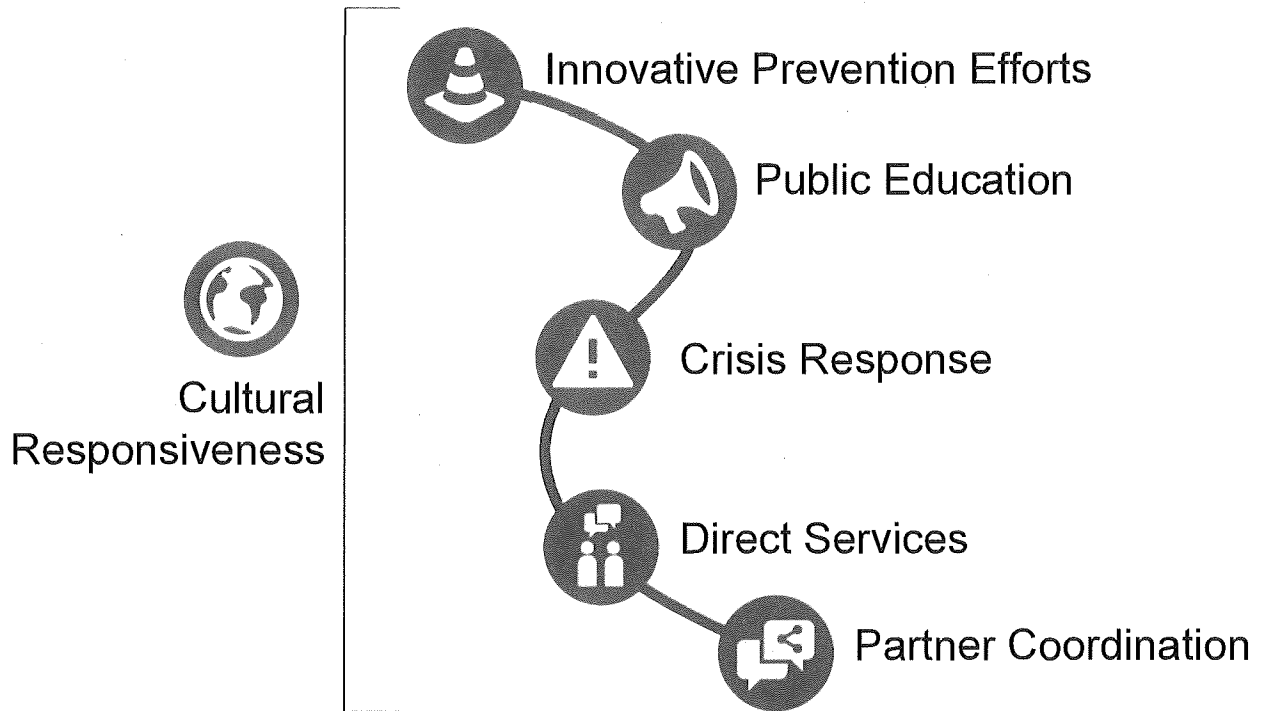 Innovative Prevention Efforts
Public Education
Cultural
Responsiveness
Crisis Response
Direct Services
Partner Coordination